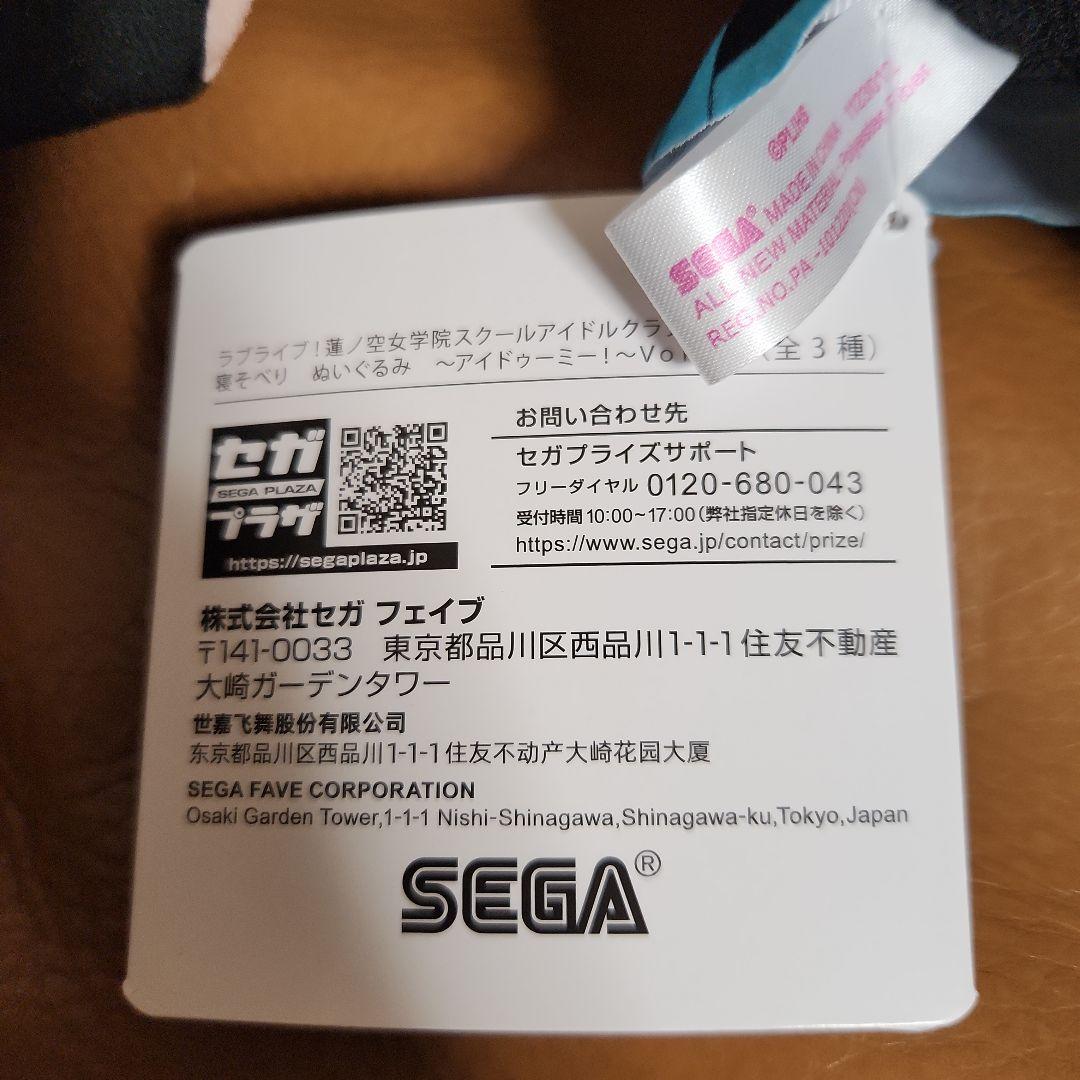 ©PLHS
SEGA® MADE IN CHINA
ALL NEW MATERIAL Polyester Fiber
REG.NO.PA
ラブライブ!蓮ノ空女学院スクールアイドルクラ
寝そべり ぬいぐるみ ～アイドゥーミー!～Vo (全3種)
セガ
SEGA PLAZA
プラザ
https://segaplaza.jp
お問い合わせ先
セガプライズサポート
フリーダイヤル 0120-680-043
受付時間 10:00～17:00(弊社指定休日を除く)
https://www.sega.jp/contact/prize/
株式会社セガ フェイブ
〒141-0033 東京都品川区西品川1-1-1住友不動産
大崎ガーデンタワー
世嘉飞舞股份有限公司
东京都品川区西品川1-1-1住友不动产大崎花园大厦
SEGA FAVE CORPORATION
Osaki Garden Tower,1-1-1 Nishi-Shinagawa,Shinagawa-ku,Tokyo,Japan
SEGA®